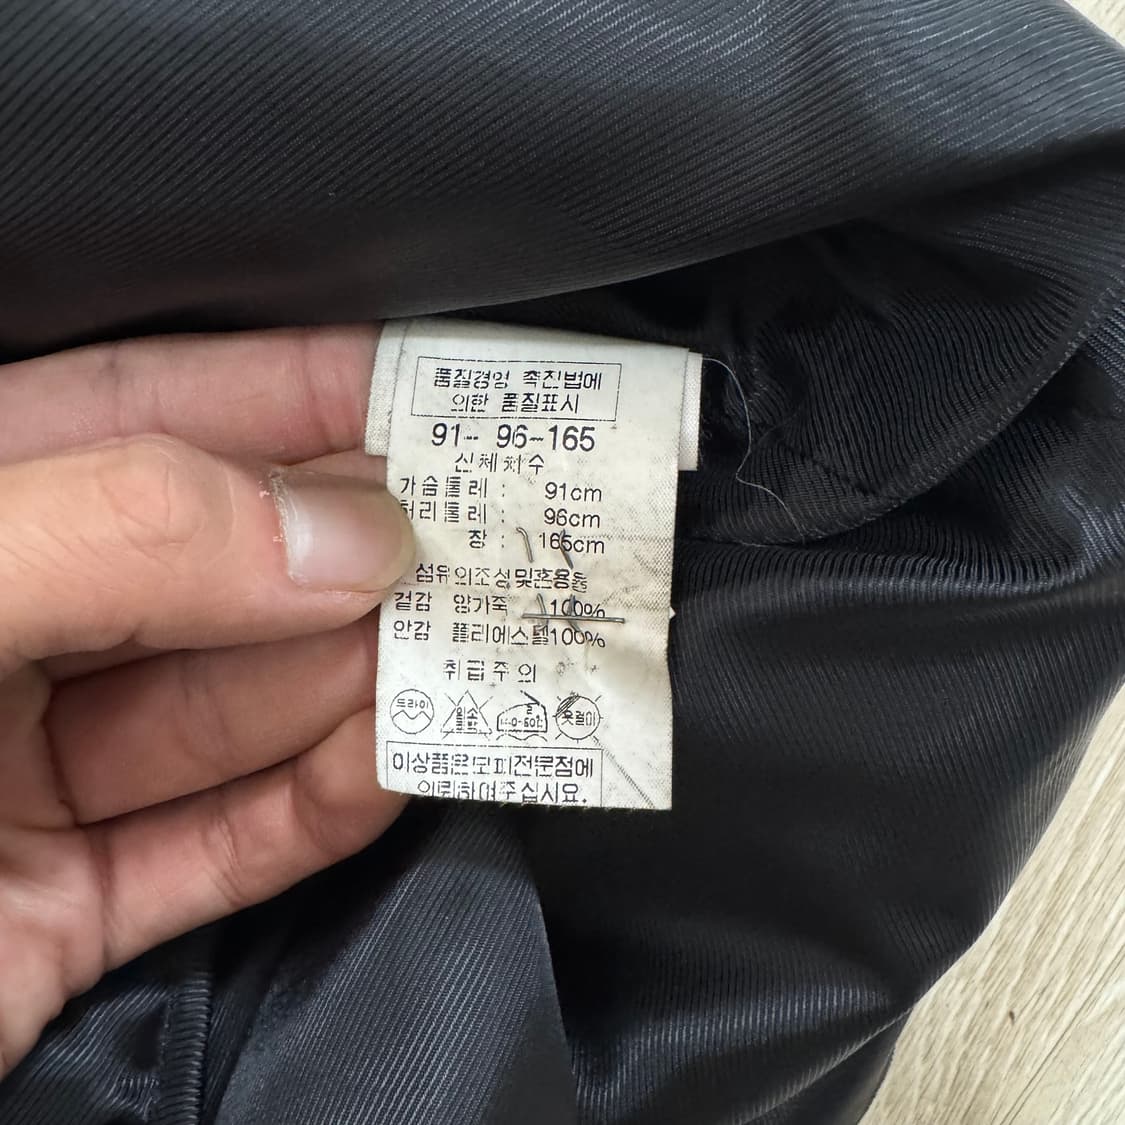 품질경영 촉진법에
의한 품질표시
91-- 96-165
신체치수
가슴둘레 : 91cm
허리둘레 : 96cm
장 : 165cm
섬유의조성및혼용율
겉감 양가죽 100%
안감 폴리에스텔100%
취급주의
드라이
옷걸이
이상품은모피전문점에
의뢰하여주십시요.